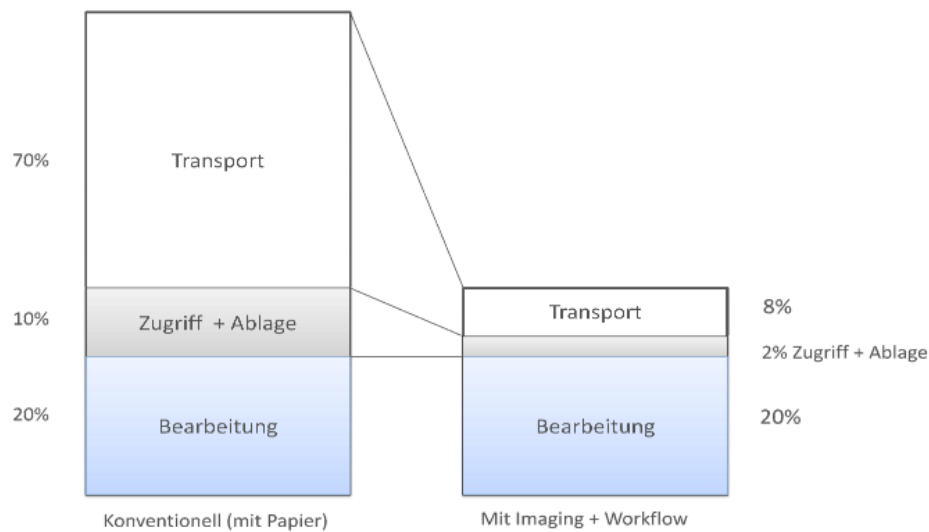 70%
Transport
10%
Zugriff + Ablage
20%
Bearbeitung
Konventionell (mit Papier)
Transport
8%
2% Zugriff + Ablage
Bearbeitung
20%
Mit Imaging + Workflow